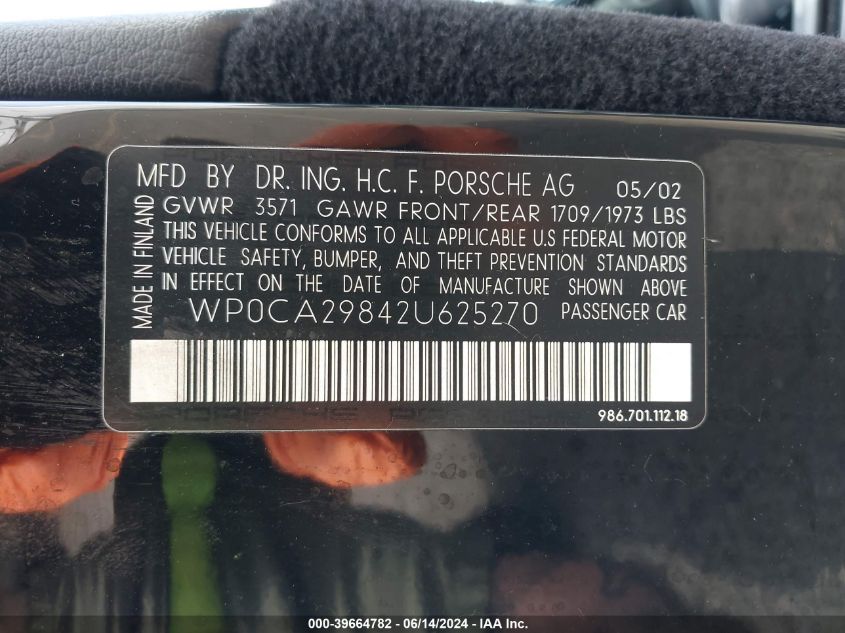 MFD BY DR. ING. H.C. F. PORSCHE AG 05/02
GVWR 3571 GAWR FRONT/REAR 1709/1973 LBS
THIS VEHICLE CONFORMS TO ALL APPLICABLE U.S FEDERAL MOTOR
VEHICLE SAFETY, BUMPER, AND THEFT PREVENTION STANDARDS
IN EFFECT ON THE DATE OF MANUFACTURE SHOWN ABOVE
WP0CA29842U625270 PASSENGER CAR
MADE IN FINLAND
986.701.112.18
000-39664782 - 06/14/2024 - IAA Inc.